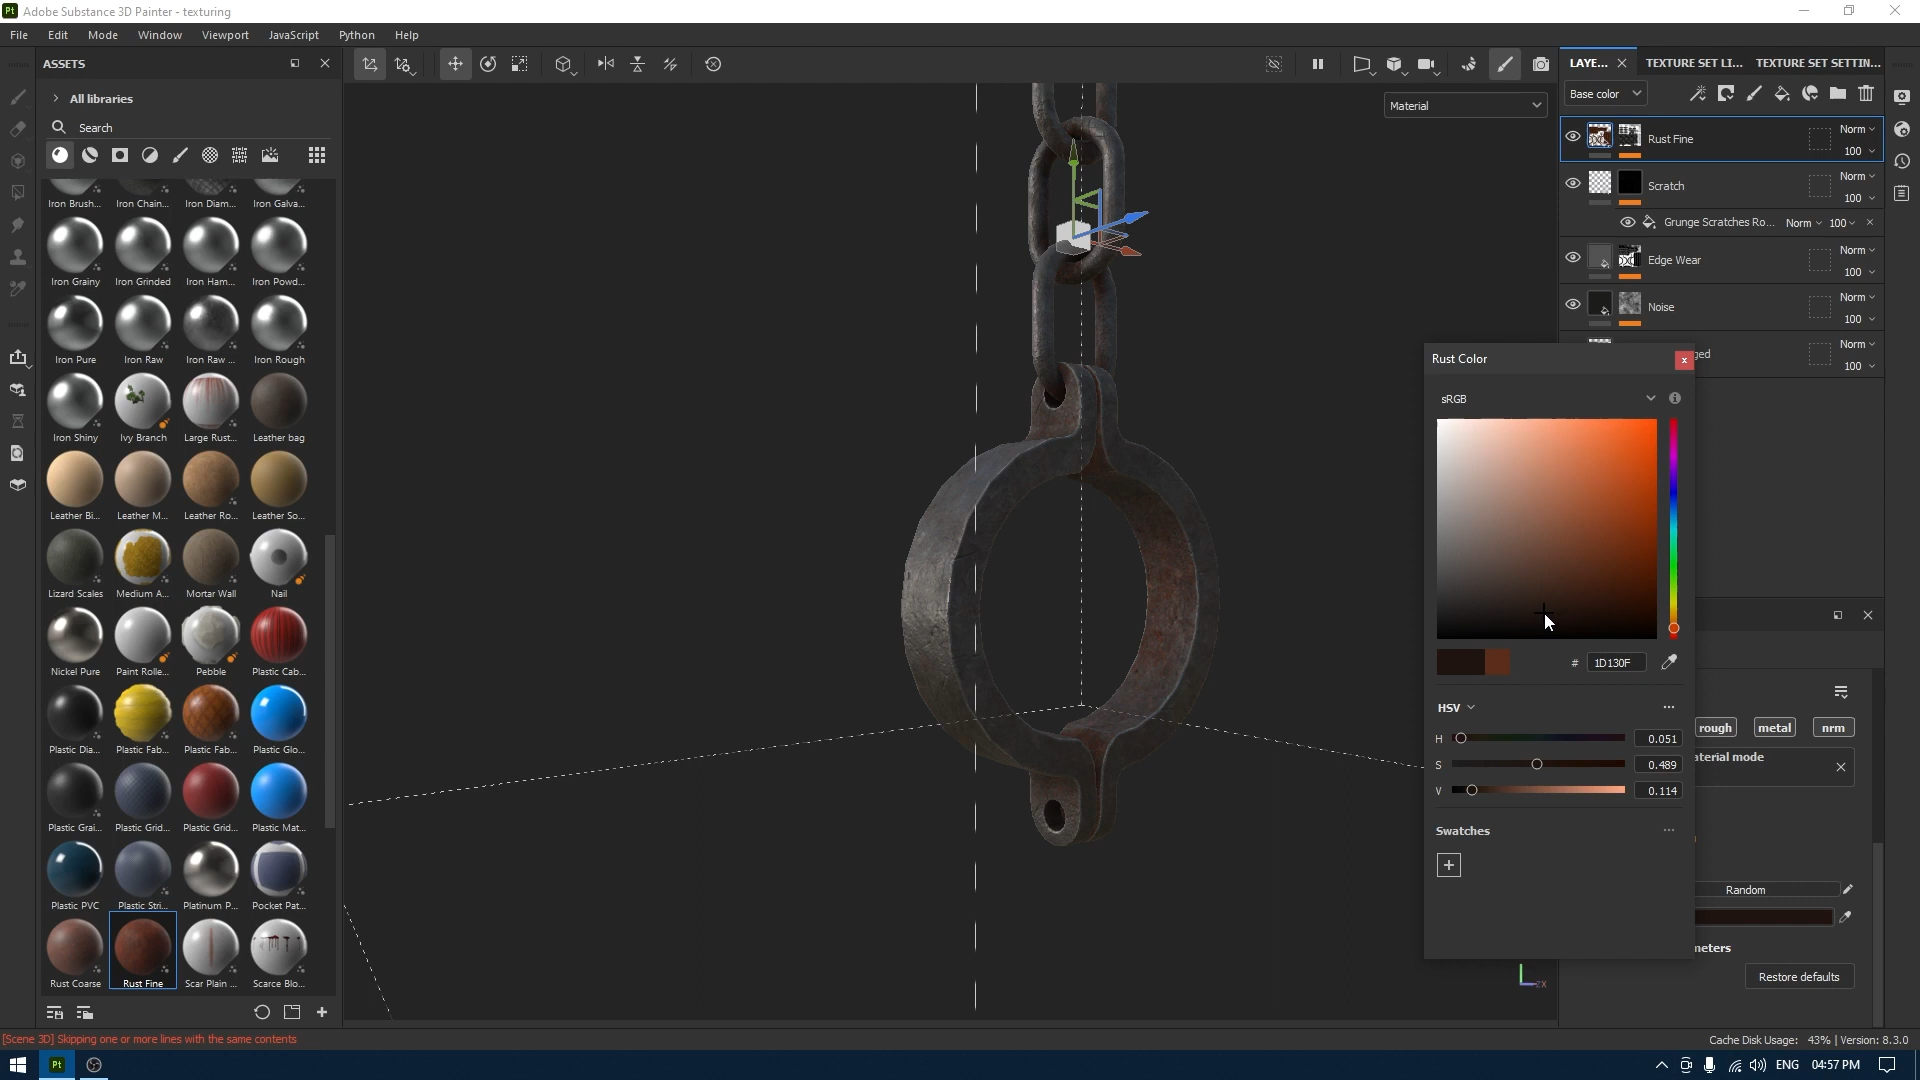 Pt Adobe Substance 3D Painter - texturing
File Edit Mode Window Viewport JavaScript Python Help
ASSETS
All libraries
Search
Iron Brush... Iron Chain... Iron Diam... Iron Galva...
Iron Grainy Iron Grinded Iron Ham... Iron Powd...
Iron Pure Iron Raw Iron Raw ... Iron Rough
Iron Shiny Ivy Branch Large Rust... Leather bag
Leather Bi... Leather M... Leather Ro... Leather So...
Lizard Scales Medium A... Mortar Wall Nail
Nickel Pure Paint Rolle... Pebble Plastic Cab...
Plastic Dia... Plastic Fab... Plastic Fab... Plastic Glo...
Plastic Grai... Plastic Grid... Plastic Grid... Plastic Mat...
Plastic PVC Plastic Stri... Platinum P... Pocket Pat...
Rust Coarse Rust Fine Scar Plain ... Scarce Blo...
Material
LAYE... TEXTURE SET LI... TEXTURE SET SETTIN...
Base color
Rust Fine Norm 100
Scratch Norm 100
Grunge Scratches Ro... Norm 100
Edge Wear Norm 100
Noise Norm 100
ged Norm 100
Rust Color x
sRGB
# 1D130F
HSV
H 0.051
S 0.489
V 0.114
Swatches
+
rough metal nrm
aterial mode
Random
meters
Restore defaults
[Scene 3D] Skipping one or more lines with the same contents
Cache Disk Usage: 43% | Version: 8.3.0
Pt
ENG 04:57 PM